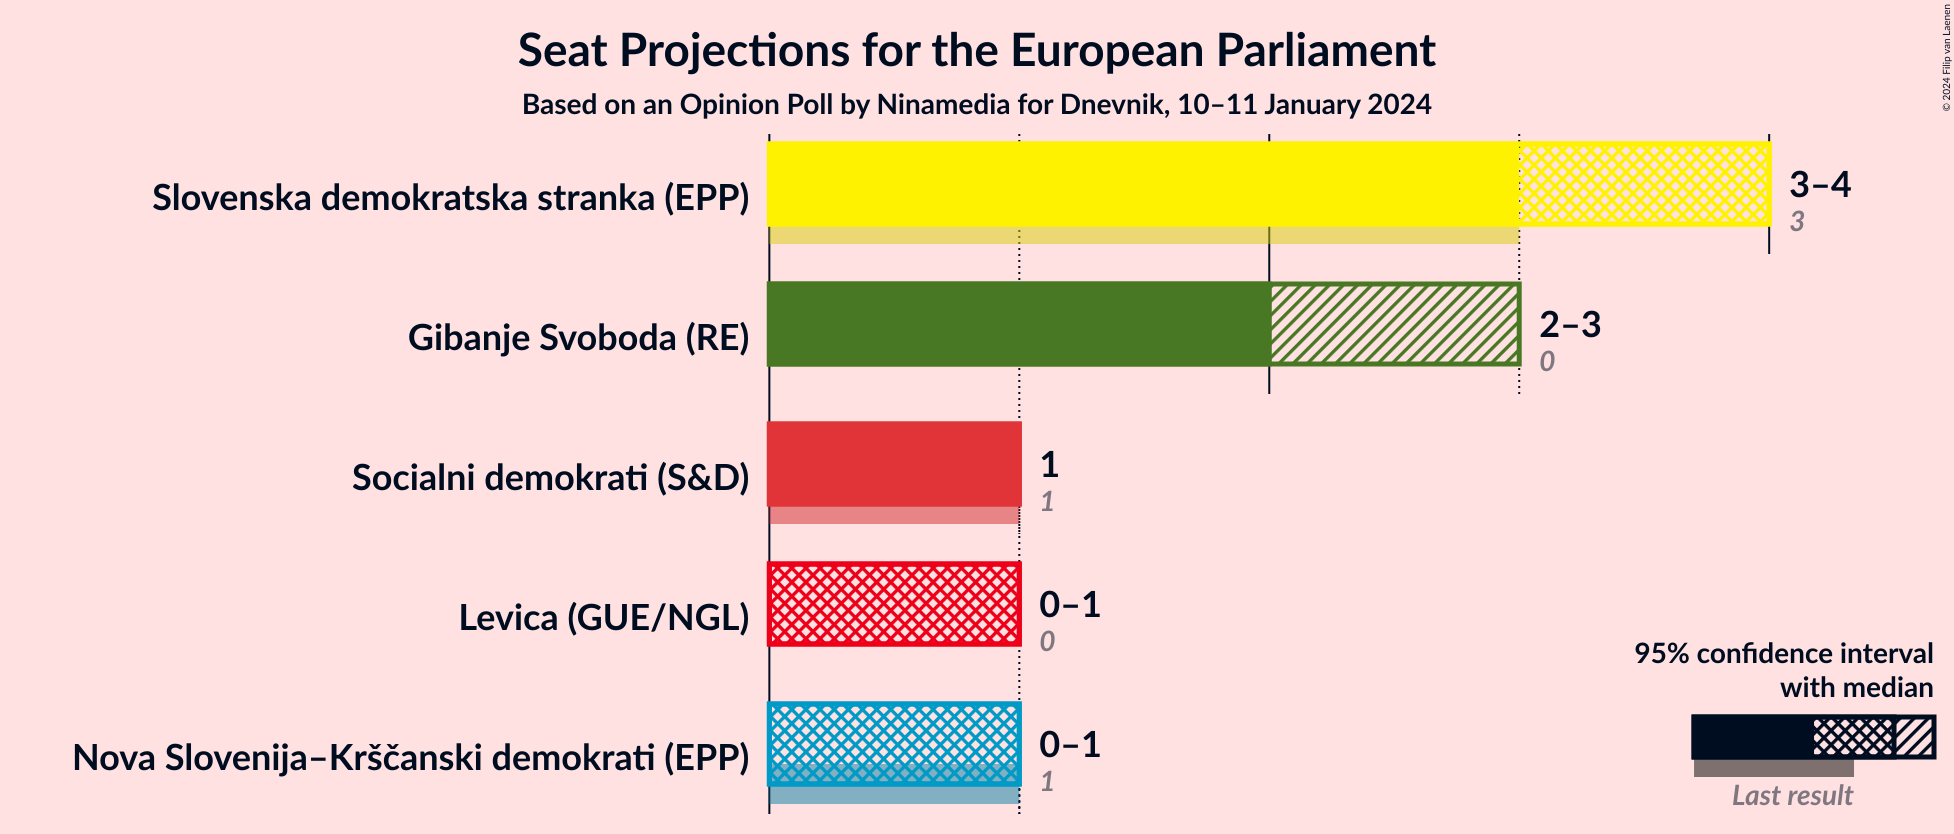 Seat Projections for the European Parliament
Based on an Opinion Poll by Ninamedia for Dnevnik, 10–11 January 2024
© 2024 Filip van Laenen
Slovenska demokratska stranka (EPP)
3–4
3
Gibanje Svoboda (RE)
2–3
0
Socialni demokrati (S&D)
1
1
Levica (GUE/NGL)
0–1
0
Nova Slovenija–Krščanski demokrati (EPP)
0–1
1
95% confidence interval
with median
Last result